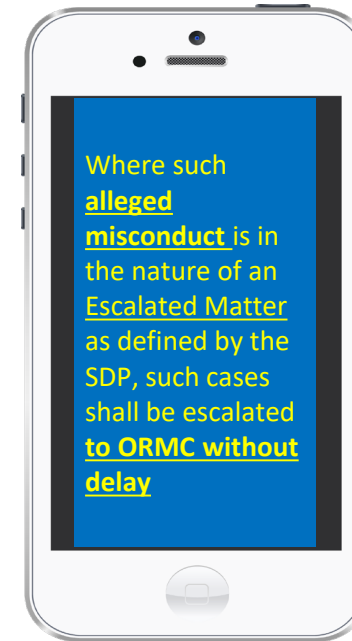 Where such
alleged
misconduct is in
the nature of an
Escalated Matter
as defined by the
SDP, such cases
shall be escalated
to ORMC without
delay